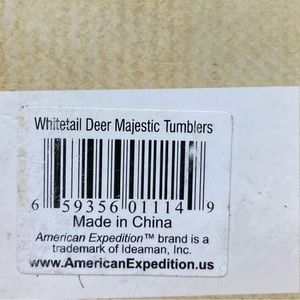 Whitetail Deer Majestic Tumblers
6 59356 01114 9
Made in China
American Expedition™ brand is a
trademark of Ideaman, Inc.
www.AmericanExpedition.us